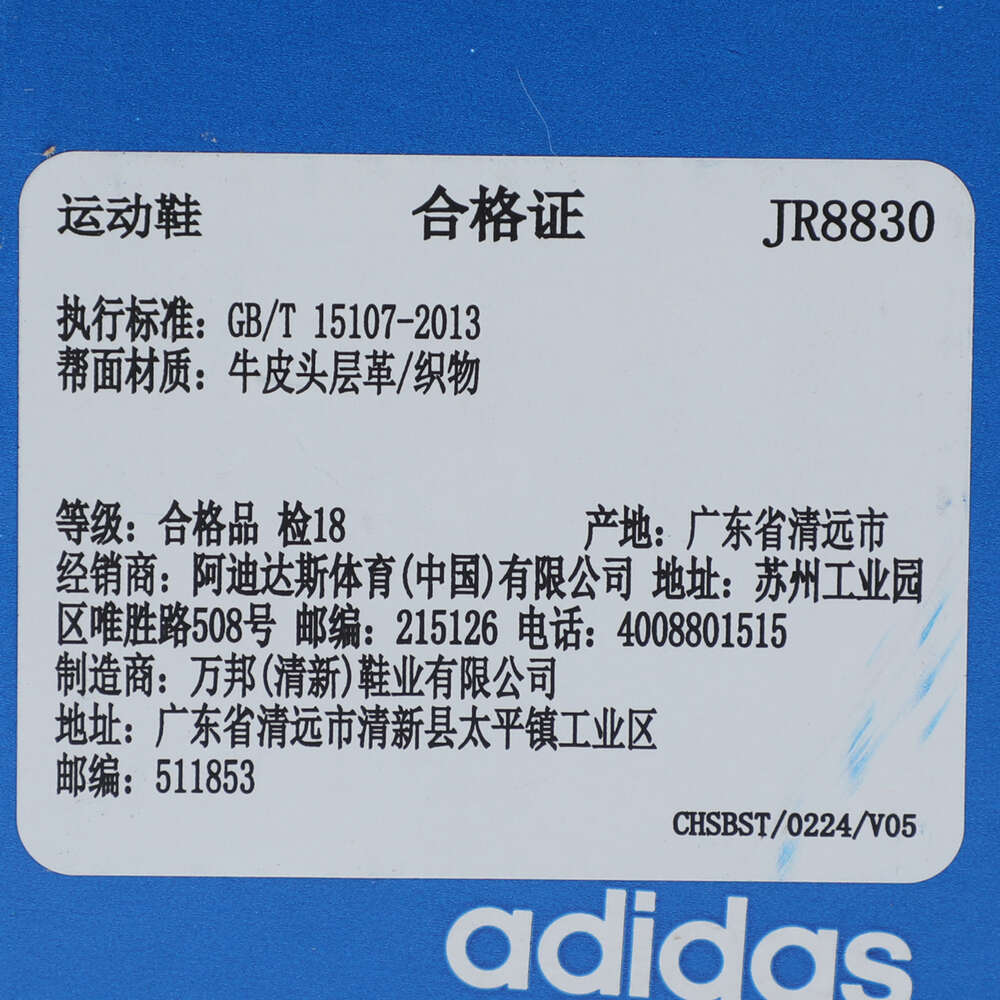 运动鞋 合格证 JR8830
执行标准：GB/T 15107-2013
帮面材质：牛皮头层革/织物
等级：合格品 检18 产地：广东省清远市
经销商：阿迪达斯体育(中国)有限公司 地址：苏州工业园
区唯胜路508号 邮编：215126 电话：4008801515
制造商：万邦(清新)鞋业有限公司
地址：广东省清远市清新县太平镇工业区
邮编：511853
CHSBST/0224/V05
adidas